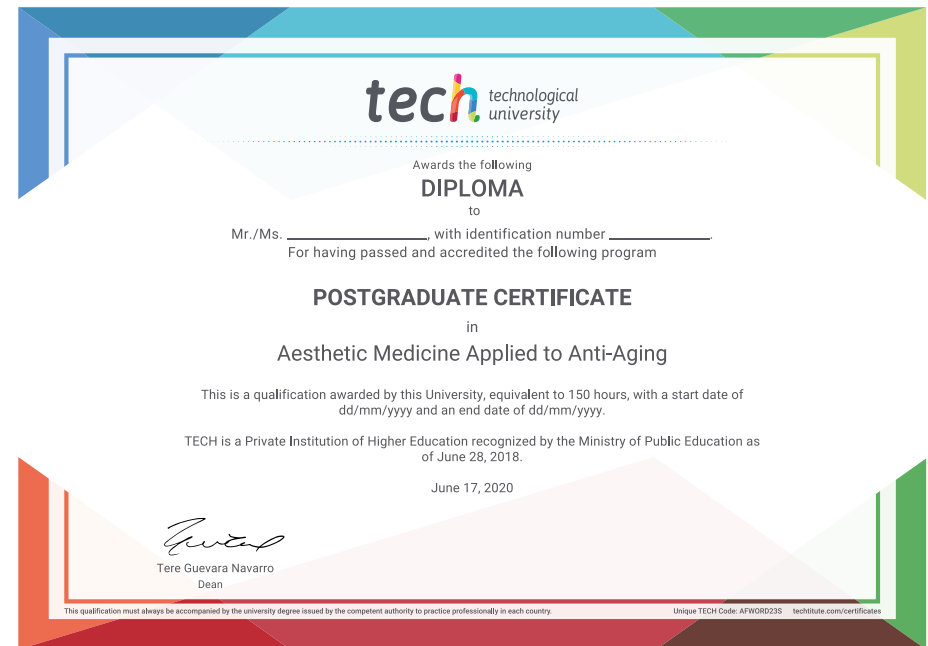 tech technological
university
Awards the following
DIPLOMA
to
Mr./Ms. ____________________, with identification number ______________.
For having passed and accredited the following program
POSTGRADUATE CERTIFICATE
in
Aesthetic Medicine Applied to Anti-Aging
This is a qualification awarded by this University, equivalent to 150 hours, with a start date of
dd/mm/yyyy and an end date of dd/mm/yyyy.
TECH is a Private Institution of Higher Education recognized by the Ministry of Public Education as
of June 28, 2018.
June 17, 2020
Tere Guevara Navarro
Dean
This qualification must always be accompanied by the university degree issued by the competent authority to practice professionally in each country. Unique TECH Code: AFWORD23S techtitute.com/certificates